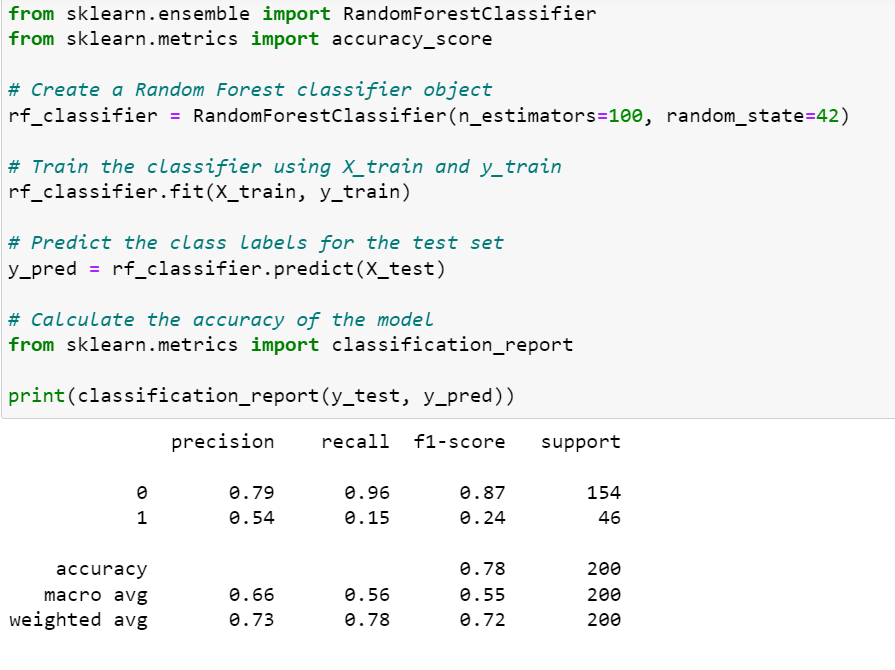 from sklearn.ensemble import RandomForestClassifier
from sklearn.metrics import accuracy_score
# Create a Random Forest classifier object
rf_classifier = RandomForestClassifier(n_estimators=100, random_state=42)
# Train the classifier using X_train and y_train
rf_classifier.fit(X_train, y_train)
# Predict the class labels for the test set
y_pred = rf_classifier.predict(X_test)
# Calculate the accuracy of the model
from sklearn.metrics import classification_report
print(classification_report(y_test, y_pred))
precision recall f1-score support
0 0.79 0.96 0.87 154
1 0.54 0.15 0.24 46
accuracy 0.78 200
macro avg 0.66 0.56 0.55 200
weighted avg 0.73 0.78 0.72 200